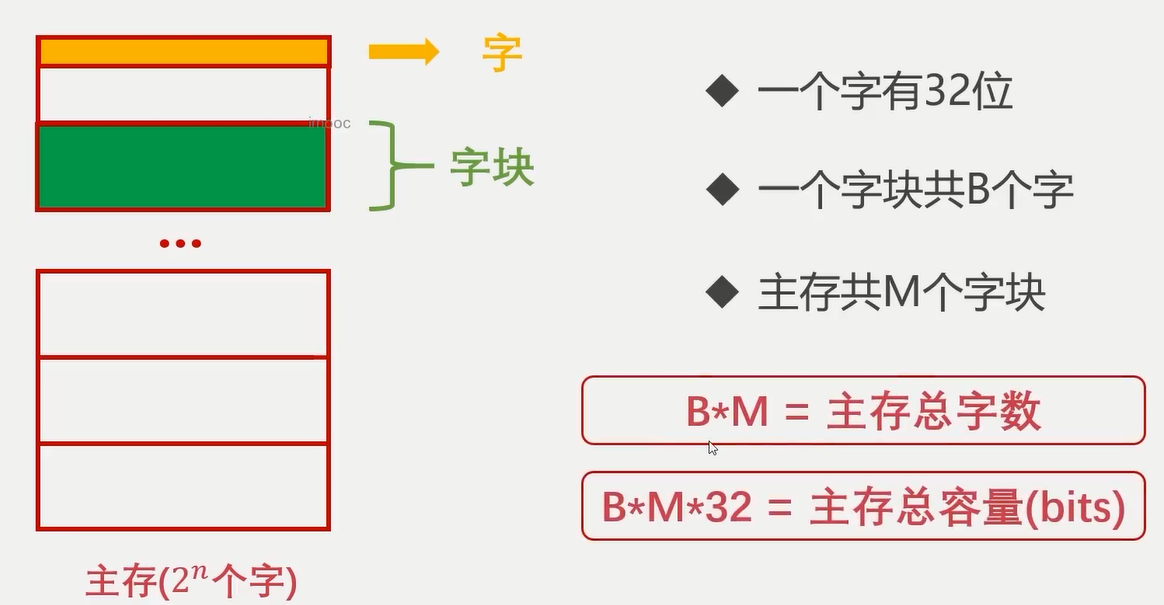 字
imooc
字块
主存(2ⁿ个字)
◆ 一个字有32位
◆ 一个字块共B个字
◆ 主存共M个字块
B*M = 主存总字数
B*M*32 = 主存总容量(bits)